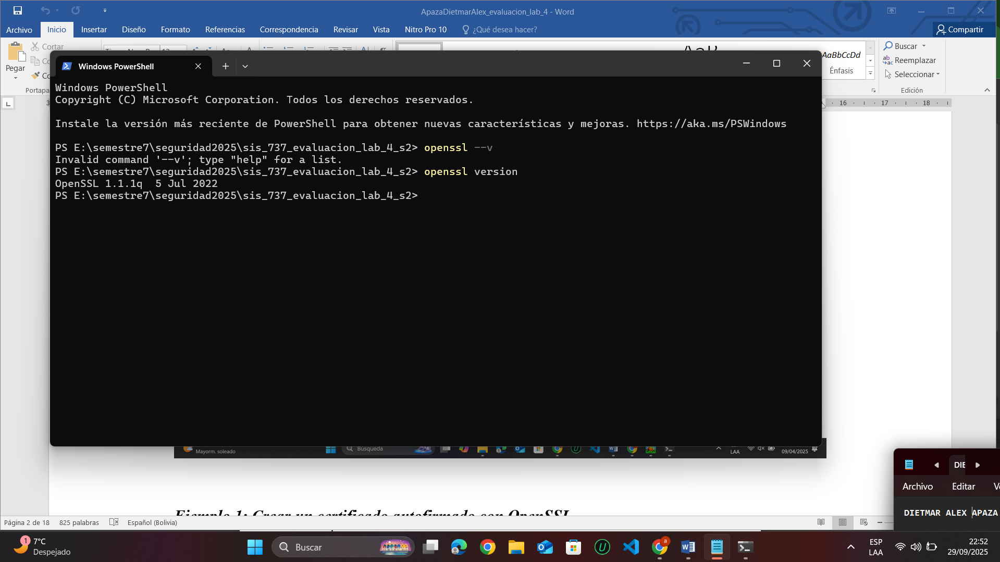 ApazaDietmarAlex_evaluacion_lab_4 - Word
Archivo Inicio Insertar Diseño Formato Referencias Correspondencia Revisar Vista Nitro Pro 10 ¿Qué desea hacer? Compartir
Cortar
Pegar
Portapa
AaBbCcDd
Énfasis
Buscar
Reemplazar
Seleccionar
Edición
16 17 18
Windows PowerShell
Windows PowerShell
Copyright (C) Microsoft Corporation. Todos los derechos reservados.
Instale la versión más reciente de PowerShell para obtener nuevas características y mejoras. https://aka.ms/PSWindows
PS E:\semestre7\seguridad2025\sis_737_evaluacion_lab_4_s2> openssl --v
Invalid command '--v'; type "help" for a list.
PS E:\semestre7\seguridad2025\sis_737_evaluacion_lab_4_s2> openssl version
OpenSSL 1.1.1q  5 Jul 2022
PS E:\semestre7\seguridad2025\sis_737_evaluacion_lab_4_s2>
Mayorm. soleado
Búsqueda
LAA
09/04/2025
Ejemplo 1: Crear un certificado autofirmado con OpenSSL
DIE
Archivo Editar
DIETMAR ALEX APAZA
Página 2 de 18 825 palabras Español (Bolivia)
1
7°C
Despejado
Buscar
ESP
LAA
22:52
29/09/2025